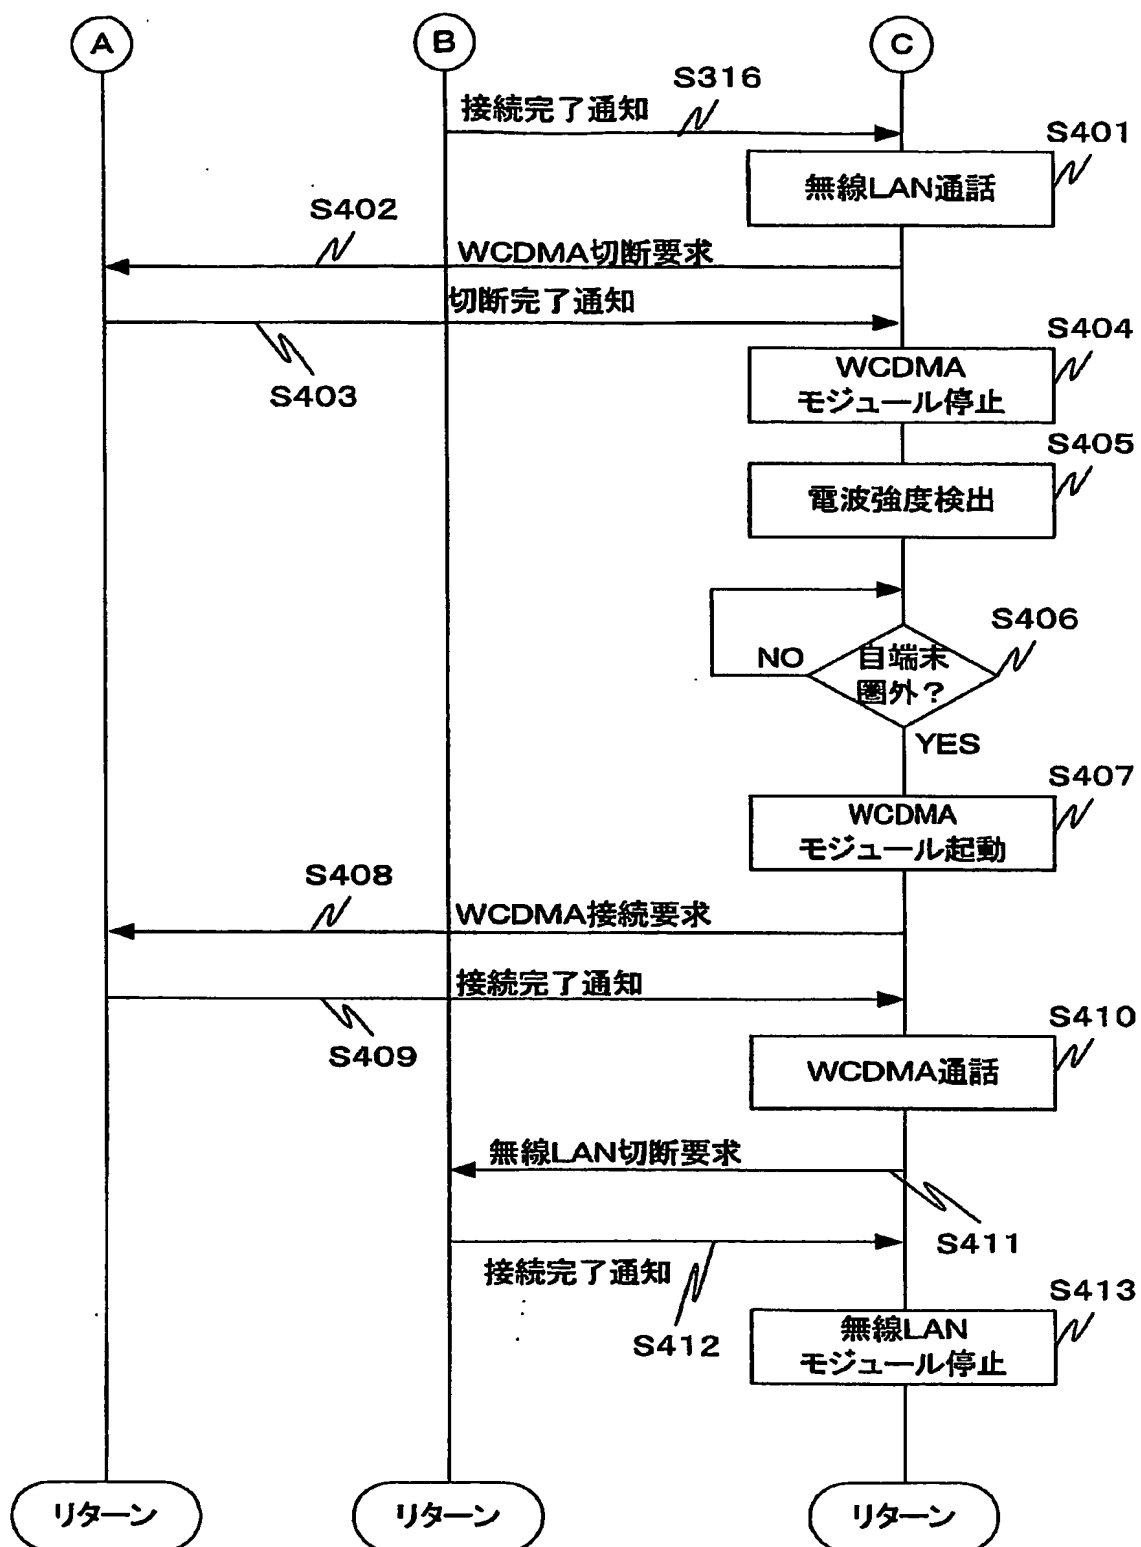 A
B
C
S316
接続完了通知
S401
無線LAN通話
S402
WCDMA切断要求
切断完了通知
S403
S404
WCDMA
モジュール停止
S405
電波強度検出
S406
NO
自端末
圏外?
YES
S407
WCDMA
モジュール起動
S408
WCDMA接続要求
接続完了通知
S409
S410
WCDMA通話
無線LAN切断要求
S411
接続完了通知
S412
S413
無線LAN
モジュール停止
リターン
リターン
リターン